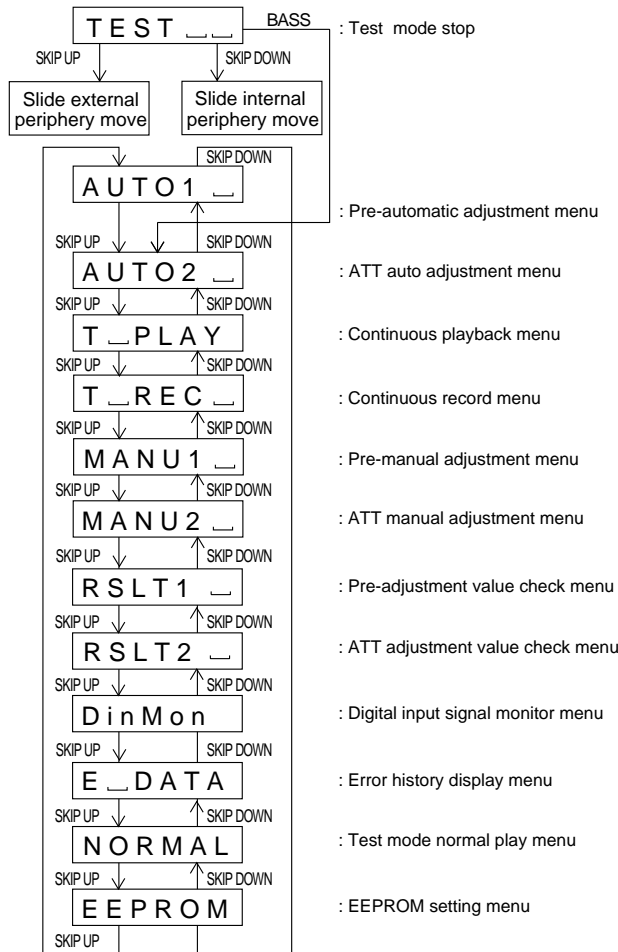 TEST ⎵⎵ BASS : Test mode stop
SKIP UP SKIP DOWN
Slide external periphery move
Slide internal periphery move
SKIP DOWN
AUTO1 ⎵ : Pre-automatic adjustment menu
SKIP UP SKIP DOWN
AUTO2 ⎵ : ATT auto adjustment menu
SKIP UP SKIP DOWN
T⎵PLAY : Continuous playback menu
SKIP UP SKIP DOWN
T⎵REC⎵ : Continuous record menu
SKIP UP SKIP DOWN
MANU1⎵ : Pre-manual adjustment menu
SKIP UP SKIP DOWN
MANU2⎵ : ATT manual adjustment menu
SKIP UP SKIP DOWN
RSLT1 ⎵ : Pre-adjustment value check menu
SKIP UP SKIP DOWN
RSLT2 ⎵ : ATT adjustment value check menu
SKIP UP SKIP DOWN
DinMon : Digital input signal monitor menu
SKIP UP SKIP DOWN
E⎵DATA : Error history display menu
SKIP UP SKIP DOWN
NORMAL : Test mode normal play menu
SKIP UP SKIP DOWN
EEPROM : EEPROM setting menu
SKIP UP